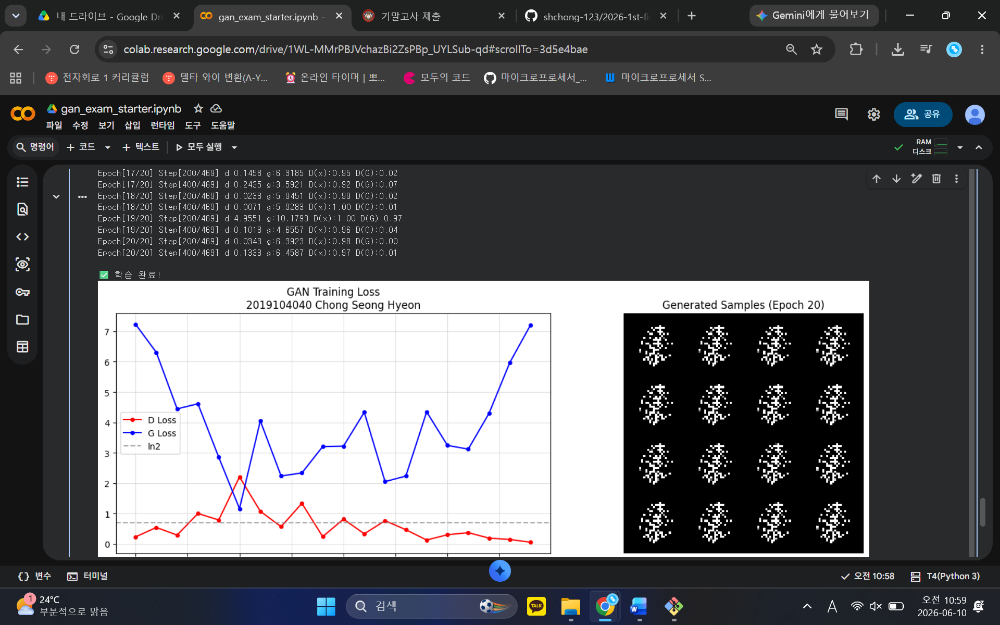 내 드라이브 - Google Dri
gan_exam_starter.ipynb -
기말고사 제출
shchong-123/2026-1st-fi
Gemini에게 물어보기
colab.research.google.com/drive/1WL-MMrPBJVchazBi2ZsPBp_UYLSub-qd#scrollTo=3d5e4bae
전자회로 1 커리큘럼
델타 와이 변환(Δ-Y...
온라인 타이머 | 뽀...
모두의 코드
마이크로프로세서_...
마이크로프로세서 S...
gan_exam_starter.ipynb
파일 수정 보기 삽입 런타임 도구 도움말
공유
명령어 + 코드 + 텍스트 모두 실행
RAM
디스크
Epoch[17/20] Step[200/469] d:0.1458 g:6.3185 D(x):0.95 D(G):0.02
Epoch[17/20] Step[400/469] d:0.2435 g:3.5921 D(x):0.92 D(G):0.07
Epoch[18/20] Step[200/469] d:0.0233 g:5.9451 D(x):0.99 D(G):0.02
Epoch[18/20] Step[400/469] d:0.0071 g:5.9283 D(x):1.00 D(G):0.01
Epoch[19/20] Step[200/469] d:4.9551 g:10.1793 D(x):1.00 D(G):0.97
Epoch[19/20] Step[400/469] d:0.1013 g:4.6557 D(x):0.96 D(G):0.04
Epoch[20/20] Step[200/469] d:0.0343 g:6.3923 D(x):0.98 D(G):0.00
Epoch[20/20] Step[400/469] d:0.1333 g:6.4587 D(x):0.97 D(G):0.01
✅ 학습 완료!
GAN Training Loss
2019104040 Chong Seong Hyeon
7
6
5
4
3
2
1
0
D Loss
G Loss
ln2
Generated Samples (Epoch 20)
{} 변수
터미널
오전 10:58
T4(Python 3)
1
24°C
부분적으로 맑음
검색
TALK
W
A
오전 10:59
2026-06-10